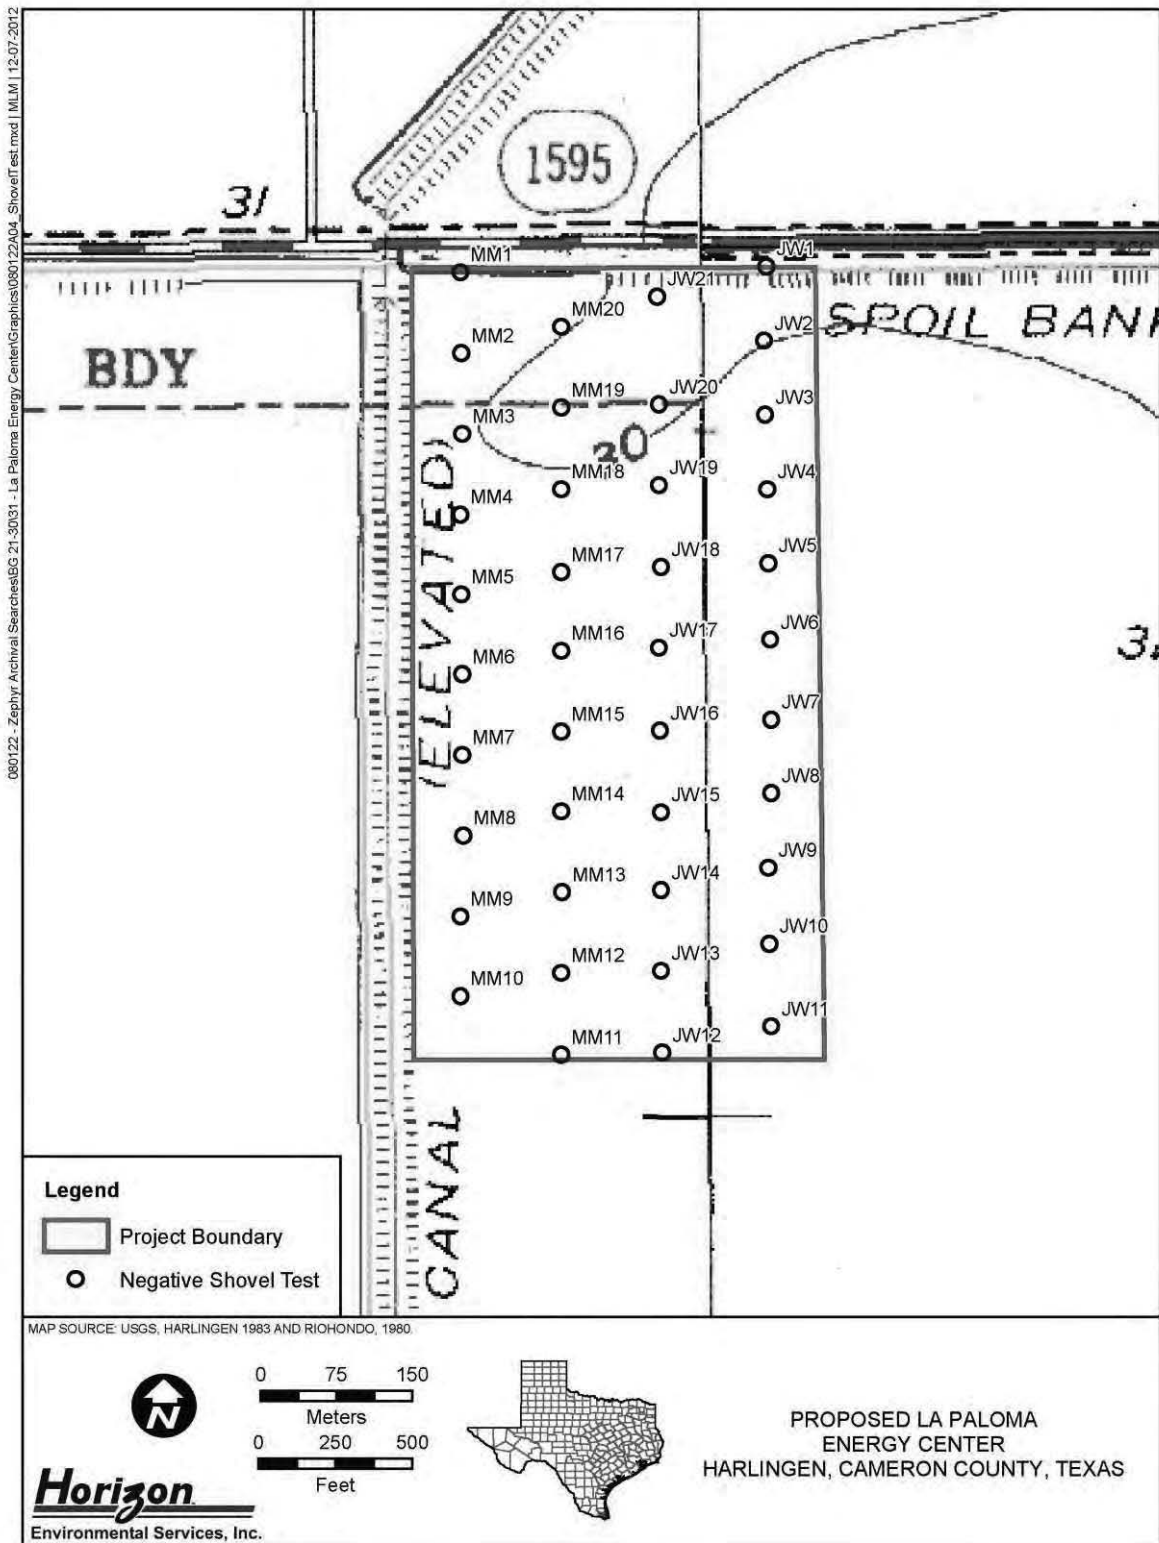 080122 - Zephyr Archival Searches\BG 21-30\31 - La Paloma Energy Center\Graphics\080122A04_ShovelTest.mxd | MLM | 12-07-2012
1595
31
MM1
JW1
JW21
MM20
SPOIL BANK
JW2
MM2
BDY
MM19
JW20
JW3
MM3
20
MM18
JW19
JW4
MM4
(ELEVATED)
MM17
JW18
JW5
MM5
MM16
JW17
JW6
MM6
MM15
JW16
JW7
MM7
MM14
JW15
JW8
MM8
MM13
JW14
JW9
MM9
MM12
JW13
JW10
MM10
MM11
JW12
JW11
CANAL
Legend
Project Boundary
Negative Shovel Test
MAP SOURCE: USGS, HARLINGEN 1983 AND RIOHONDO, 1980.
N
0 75 150
Meters
0 250 500
Feet
Horizon
Environmental Services, Inc.
PROPOSED LA PALOMA
ENERGY CENTER
HARLINGEN, CAMERON COUNTY, TEXAS